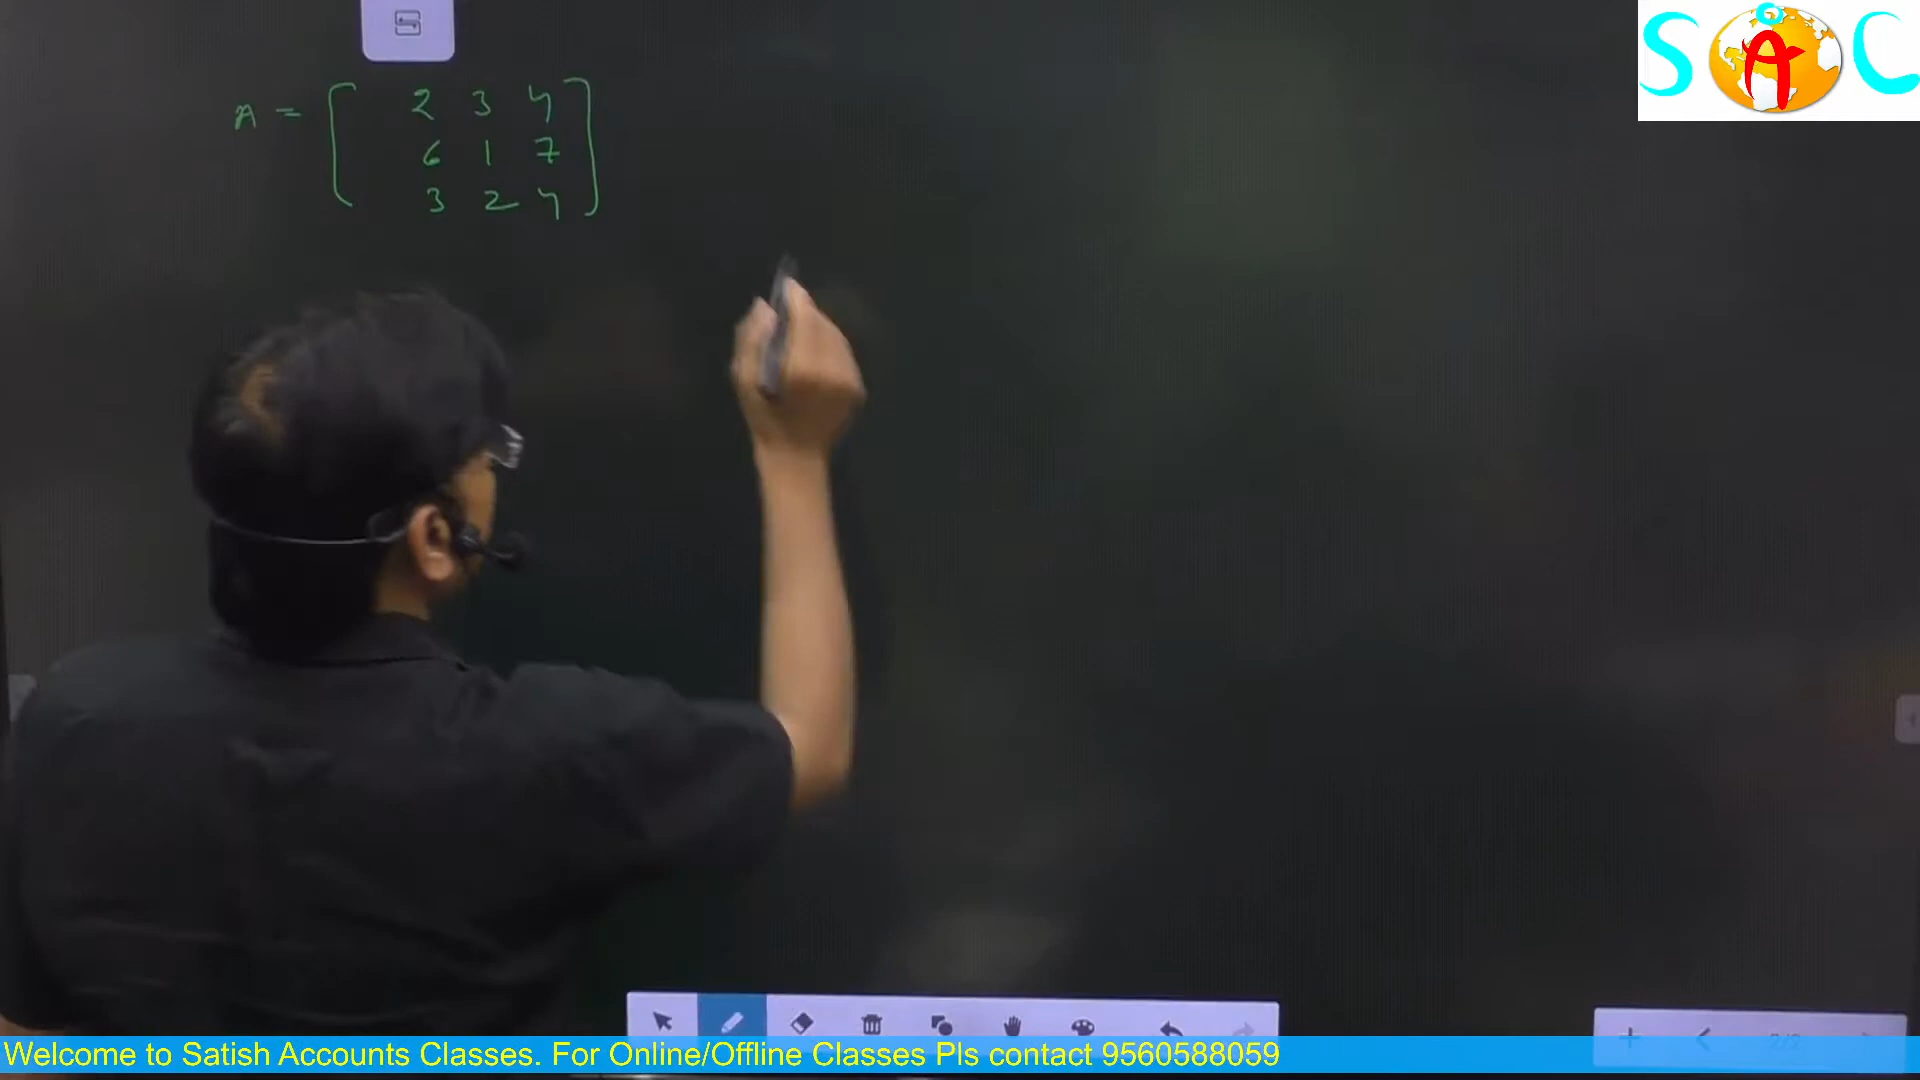 SAC
A = [ 2 3 4
6 1 7
3 2 4 ]
Welcome to Satish Accounts Classes. For Online/Offline Classes Pls contact 9560588059